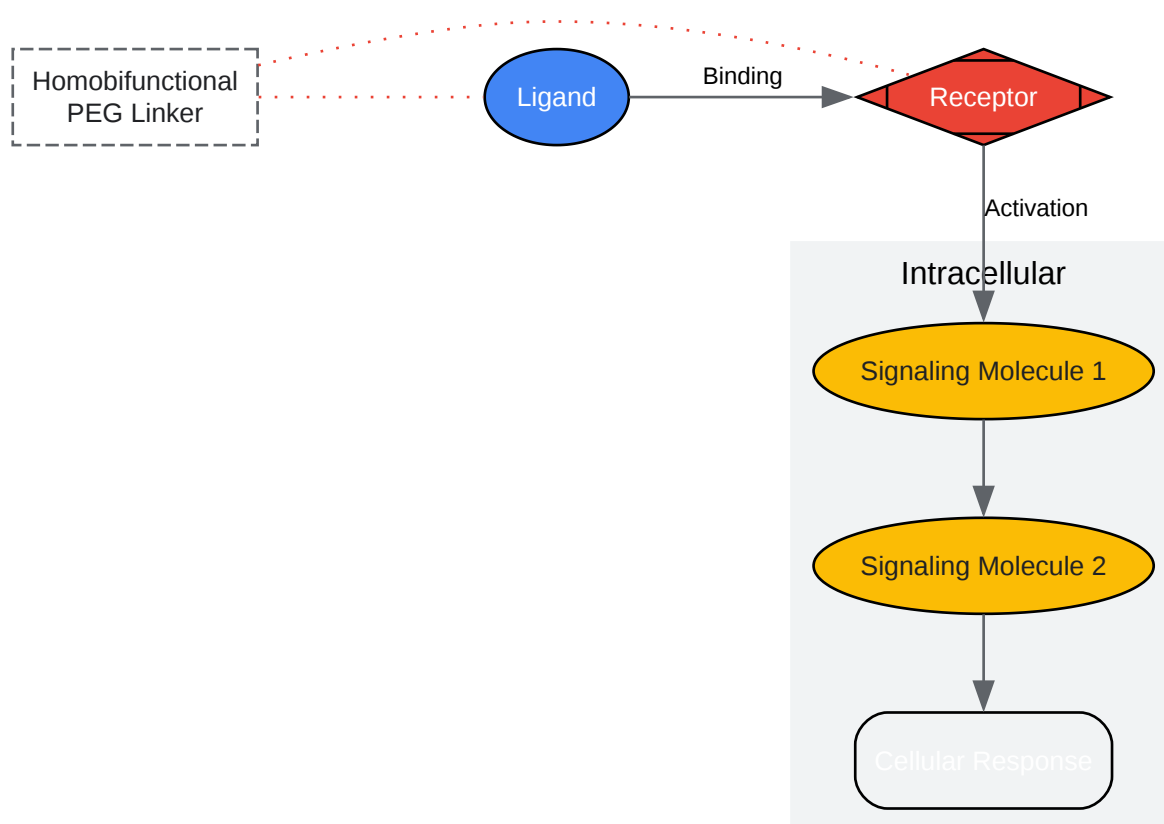 Homobifunctional
PEG Linker
Ligand
Binding
Receptor
Activation
Intracellular
Signaling Molecule 1
Signaling Molecule 2
Cellular Response